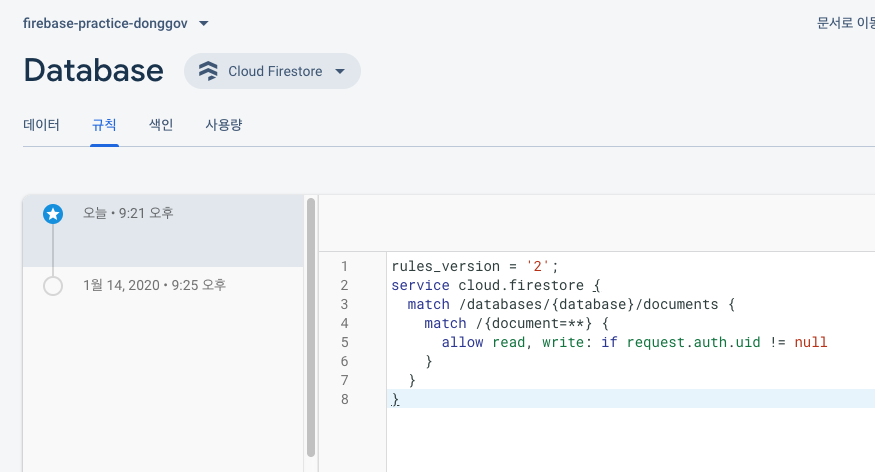 firebase-practice-donggov
문서로 이동
Database
Cloud Firestore
데이터
규칙
색인
사용량
오늘 • 9:21 오후
1월 14, 2020 • 9:25 오후
1 rules_version = '2';
2 service cloud.firestore {
3   match /databases/{database}/documents {
4     match /{document=**} {
5       allow read, write: if request.auth.uid != null
6     }
7   }
8 }